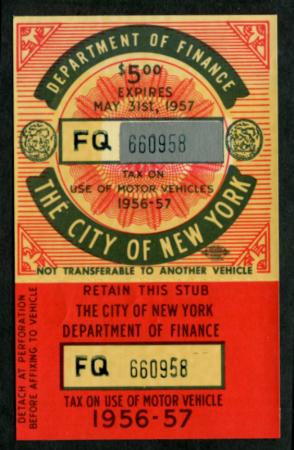 DEPARTMENT OF FINANCE
$5.00
EXPIRES
MAY 31st, 1957
FQ 660958
TAX ON
USE OF MOTOR VEHICLES
1956-57
THE CITY OF NEW YORK
NOT TRANSFERABLE TO ANOTHER VEHICLE
DETACH AT PERFORATION
BEFORE AFFIXING TO VEHICLE
RETAIN THIS STUB
THE CITY OF NEW YORK
DEPARTMENT OF FINANCE
FQ 660958
TAX ON USE OF MOTOR VEHICLE
1956-57